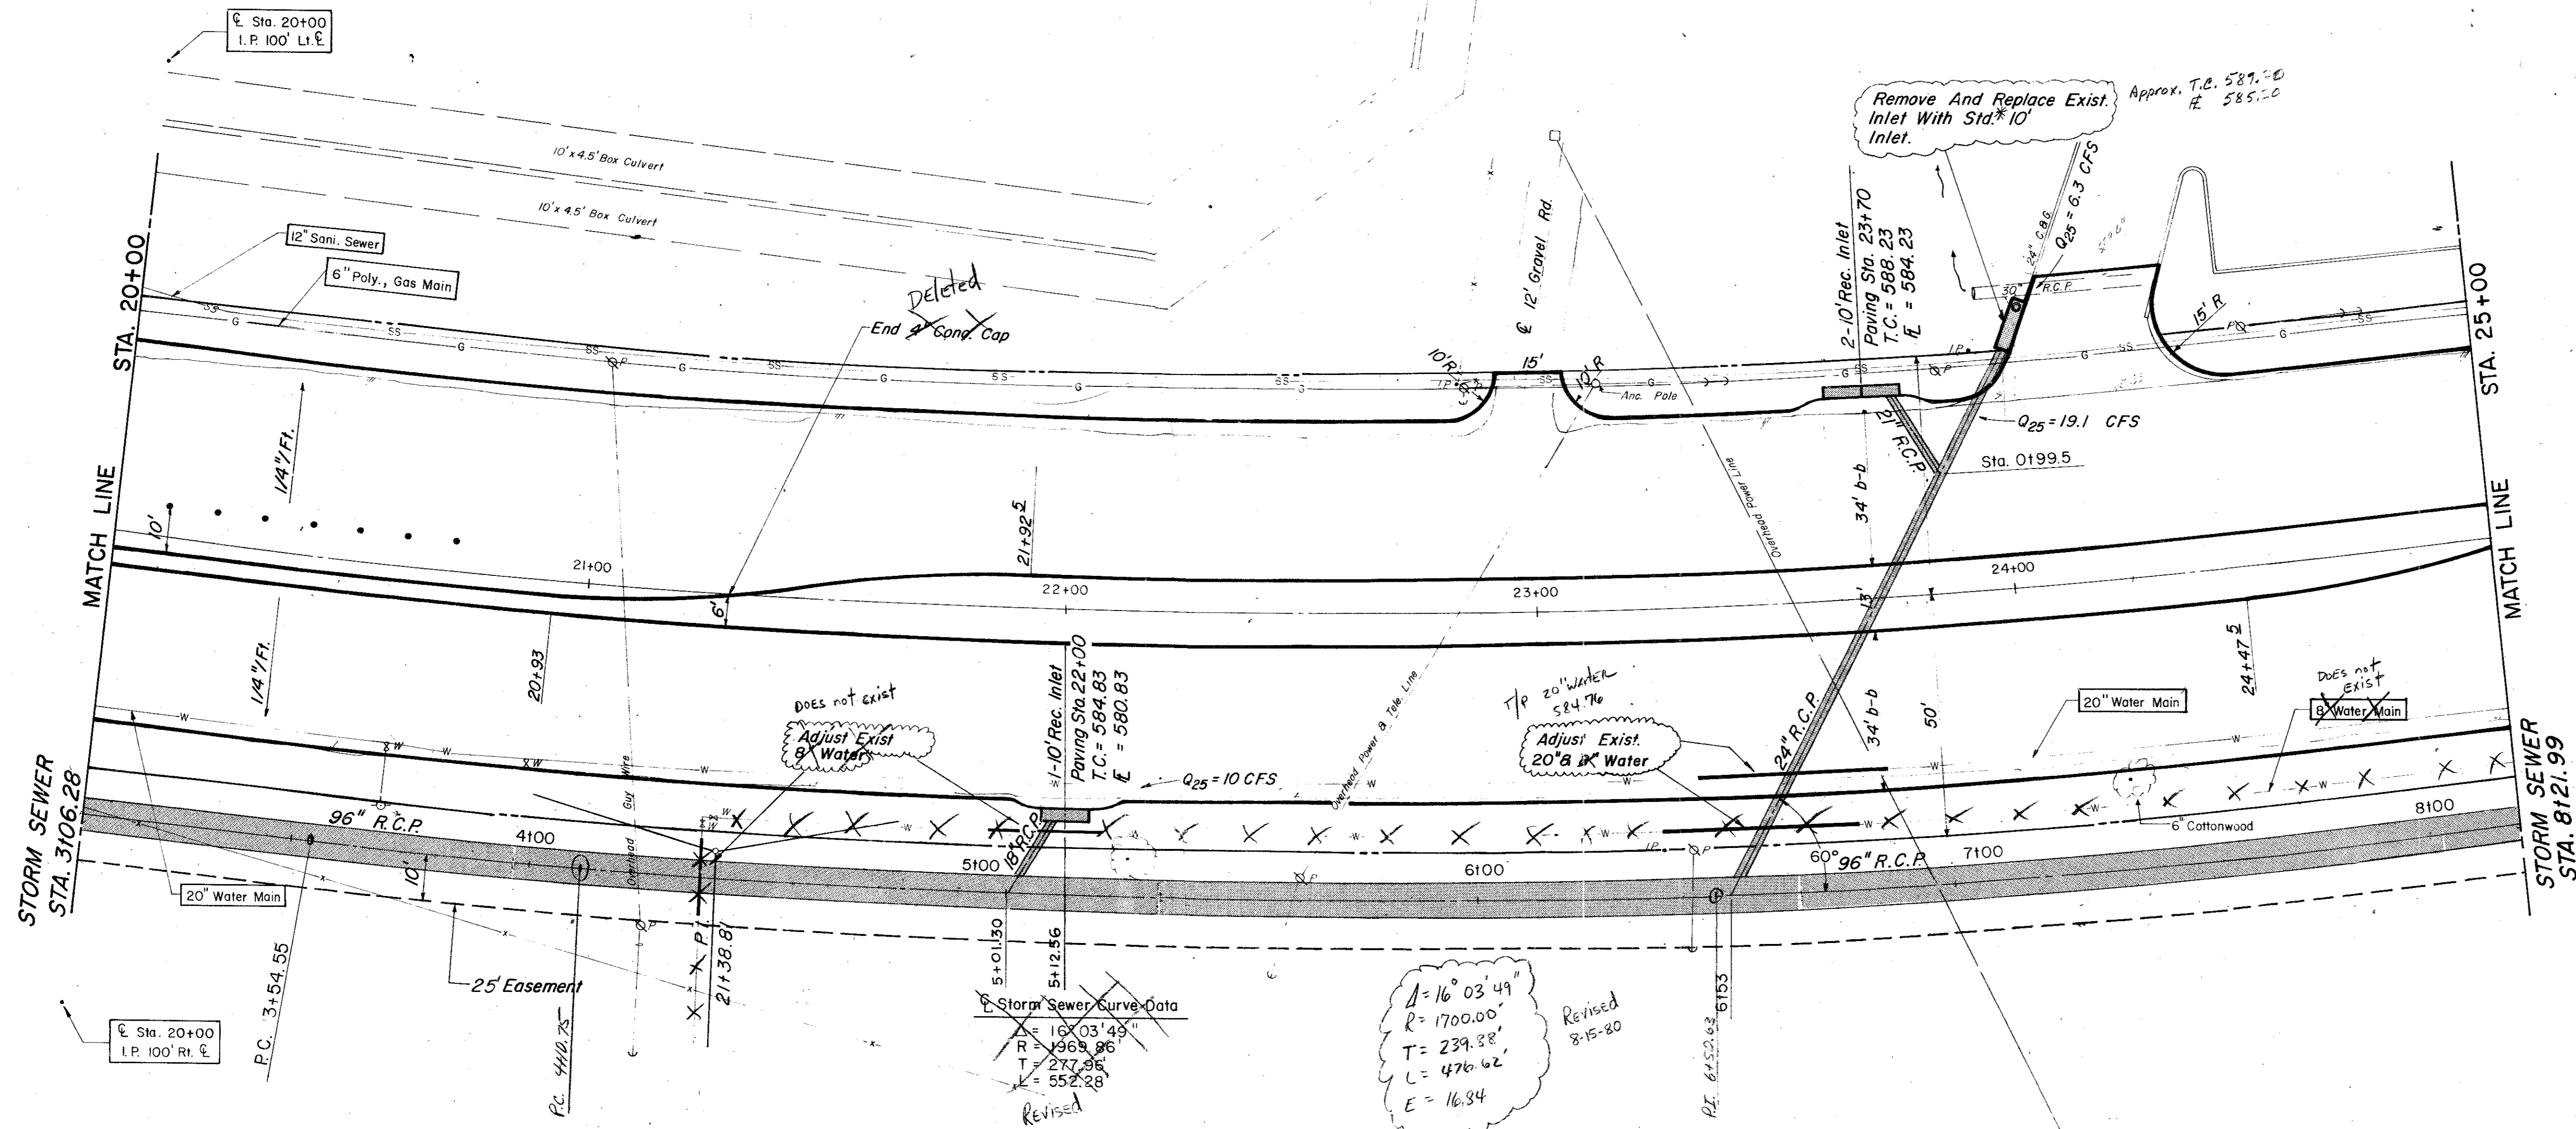 ℄ Sta. 20+00
I.P. 100' Lt. ℄
10' x 4.5' Box Culvert
10' x 4.5' Box Culvert
12" Sani. Sewer
6" Poly., Gas Main
Deleted
End 4" Conc. Cap
℄ 12' Gravel Rd.
Remove And Replace Exist.
Inlet With Std.* 10'
Inlet.
Approx. T.C.
2-10' Rec. Inlet
Paving Sta. 23+70
T.C. = 588.23
F̲L̲ = 584.23
24" C.&G.
Q25 = 6.3 CFS
30" R.C.P.
15' R
STA. 20+00
MATCH LINE
STA. 25+00
MATCH LINE
SS
G
10' R
15'
10' R
I.P.
Anc. Pole
I.P.
21" R.C.P.
Q25 = 19.1 CFS
Sta. 0+99.5
1/4"/Ft.
10'
34' b-b
Overhead Power Line
Overhead Power Line
21+92 5
21+00
22+00
23+00
24+00
6'
13'
1/4"/Ft.
20+93
24+47 5
Does not exist
Adjust Exist
8" Water
1-10' Rec. Inlet
Paving Sta. 22+00
T.C. = 584.83
F̲L̲ = 580.83
Q25 = 10 CFS
Overhead Power & Tele. Line
T/P 20" Water
584.76
Adjust Exist.
20" & 8" Water
24" R.C.P.
34' b-b
50'
20" Water Main
Does not
Exist
8" Water Main
6" Cottonwood
STORM SEWER
STA. 3+06.28
STORM SEWER
STA. 8+21.99
96" R.C.P.
4+00
5+00
18" R.C.P.
6+00
60°
96" R.C.P.
7+00
8+00
Overhead Guy Wire
10'
20" Water Main
25' Easement
℄ Sta. 20+00
I.P. 100' Rt. ℄
P.C. 3+54.55
P.C. 4+10.75
P.I.
21+38.81
5+01.30
5+12.56
℄ Storm Sewer Curve Data
Δ = 16° 03' 49"
R = 1969.86'
T = 277.96'
L = 552.28
Revised
Δ = 16° 03' 49"
R = 1700.00'
T = 239.88'
L = 476.62'
E = 16.84
Revised
8-15-80
P.I. 6+50.63
6+53